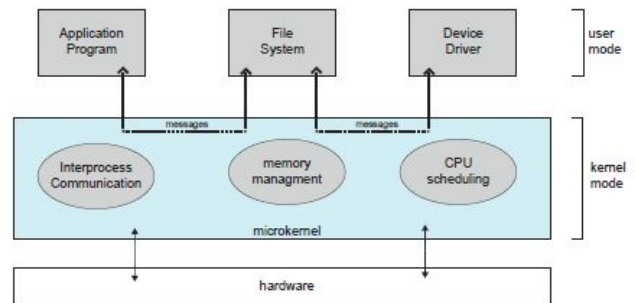 Application
Program
File
System
Device
Driver
user
mode
messages
messages
Interprocess
Communication
memory
managment
CPU
scheduling
kernel
mode
microkernel
hardware